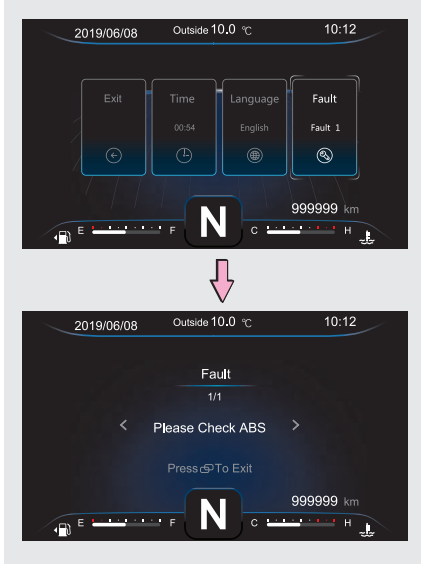 2019/06/08 Outside 10.0 °C 10:12
Exit Time Language Fault
00:54 English Fault 1
999999 km
E F N C H
2019/06/08 Outside 10.0 °C 10:12
Fault
1/1
< Please Check ABS >
Press To Exit
999999 km
E F N C H